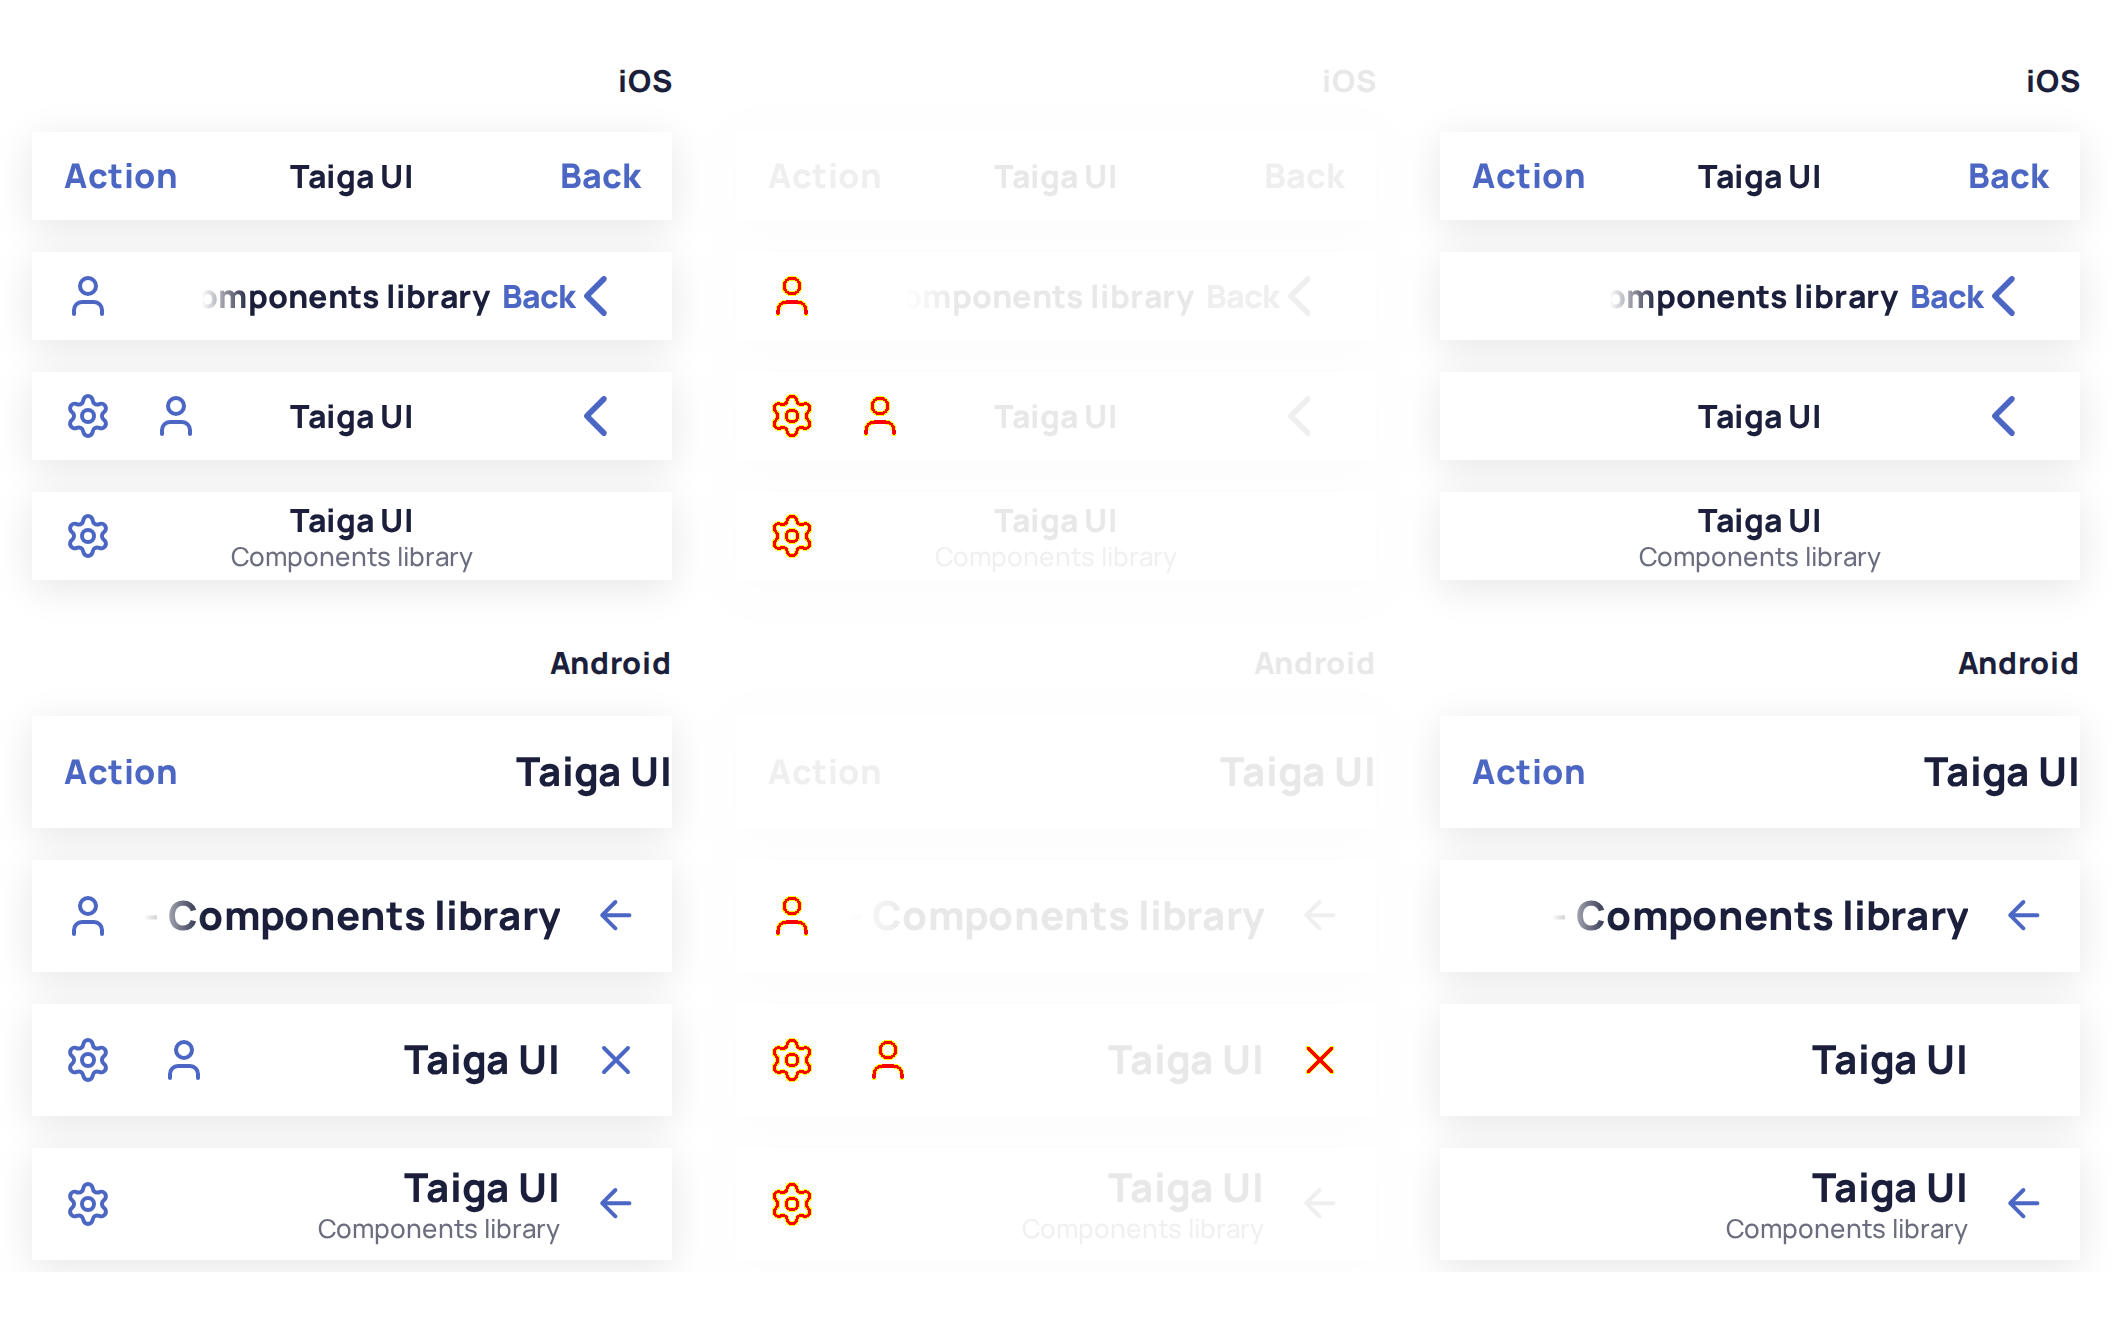 iOS
Action Taiga UI Back
omponents library Back
Taiga UI
Taiga UI
Components library
Android
Action Taiga UI
- Components library
Taiga UI
Taiga UI
Components library
iOS
Action Taiga UI Back
omponents library Back
Taiga UI
Taiga UI
Components library
Android
Action Taiga UI
- Components library
Taiga UI
Taiga UI
Components library
iOS
Action Taiga UI Back
omponents library Back
Taiga UI
Taiga UI
Components library
Android
Action Taiga UI
- Components library
Taiga UI
Taiga UI
Components library